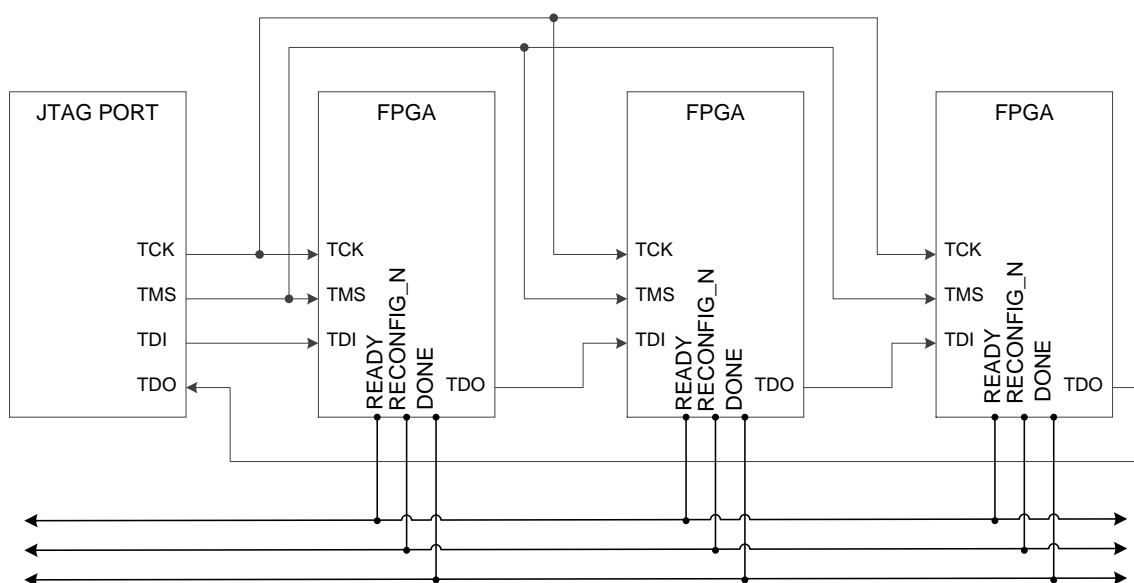 JTAG PORT
TCK
TMS
TDI
TDO
FPGA
TCK
TMS
TDI
READY
RECONFIG_N
DONE
TDO
FPGA
TCK
TMS
TDI
READY
RECONFIG_N
DONE
TDO
FPGA
TCK
TMS
TDI
READY
RECONFIG_N
DONE
TDO